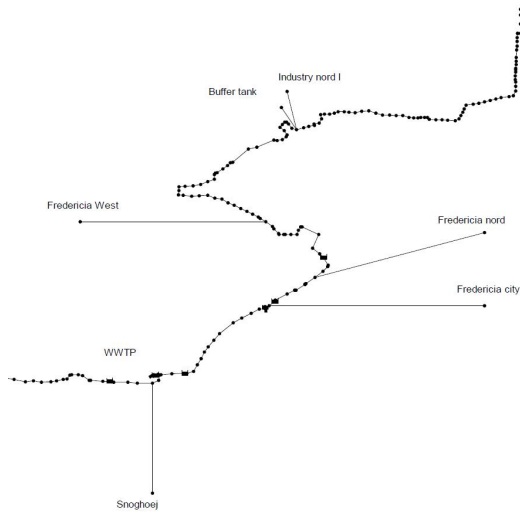 Industry nord I
Buffer tank
Fredericia West
Fredericia nord
Fredericia city
WWTP
Snoghoej